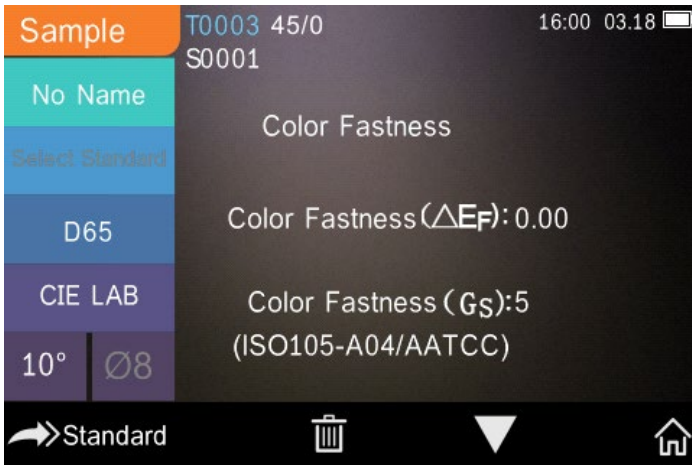 Sample
T0003 45/0
16:00 03.18
S0001
No Name
Select Standard
D65
CIE LAB
10°
Ø8
Color Fastness
Color Fastness(△EF):0.00
Color Fastness(GS):5
(ISO105-A04/AATCC)
Standard